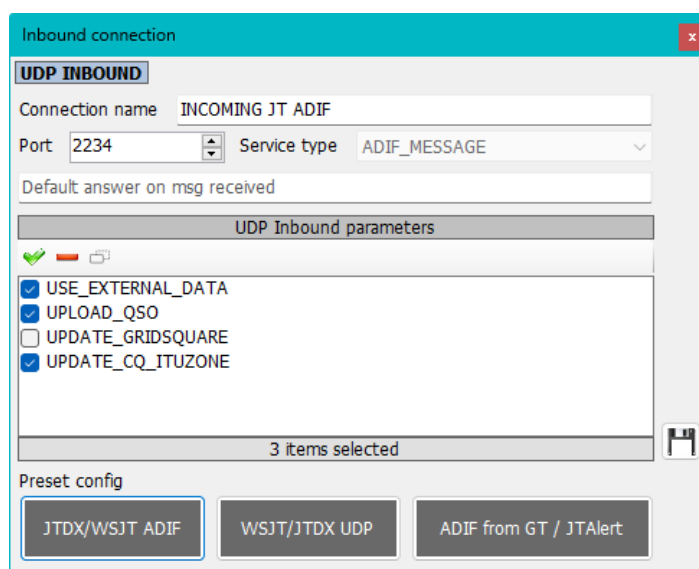 Inbound connection
x
UDP INBOUND
Connection name INCOMING JT ADIF
Port 2234 Service type ADIF_MESSAGE
Default answer on msg received
UDP Inbound parameters
USE_EXTERNAL_DATA
UPLOAD_QSO
UPDATE_GRIDSQUARE
UPDATE_CQ_ITUZONE
3 items selected
Preset config
JTDX/WSJT ADIF WSJT/JTDX UDP ADIF from GT / JTAlert